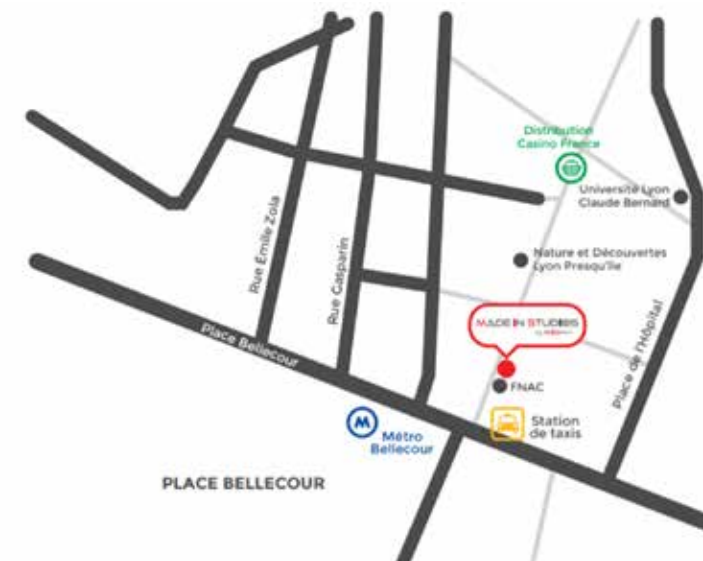 Distribution
Casino France
Université Lyon
Claude Bernard
Rue Emile Zola
Nature et Découvertes
Lyon Presqu'île
Rue Gasparin
MADE IN STUDIOS
Place de l'Hôpital
Place Bellecour
FNAC
Station
de taxis
M
Métro
Bellecour
PLACE BELLECOUR